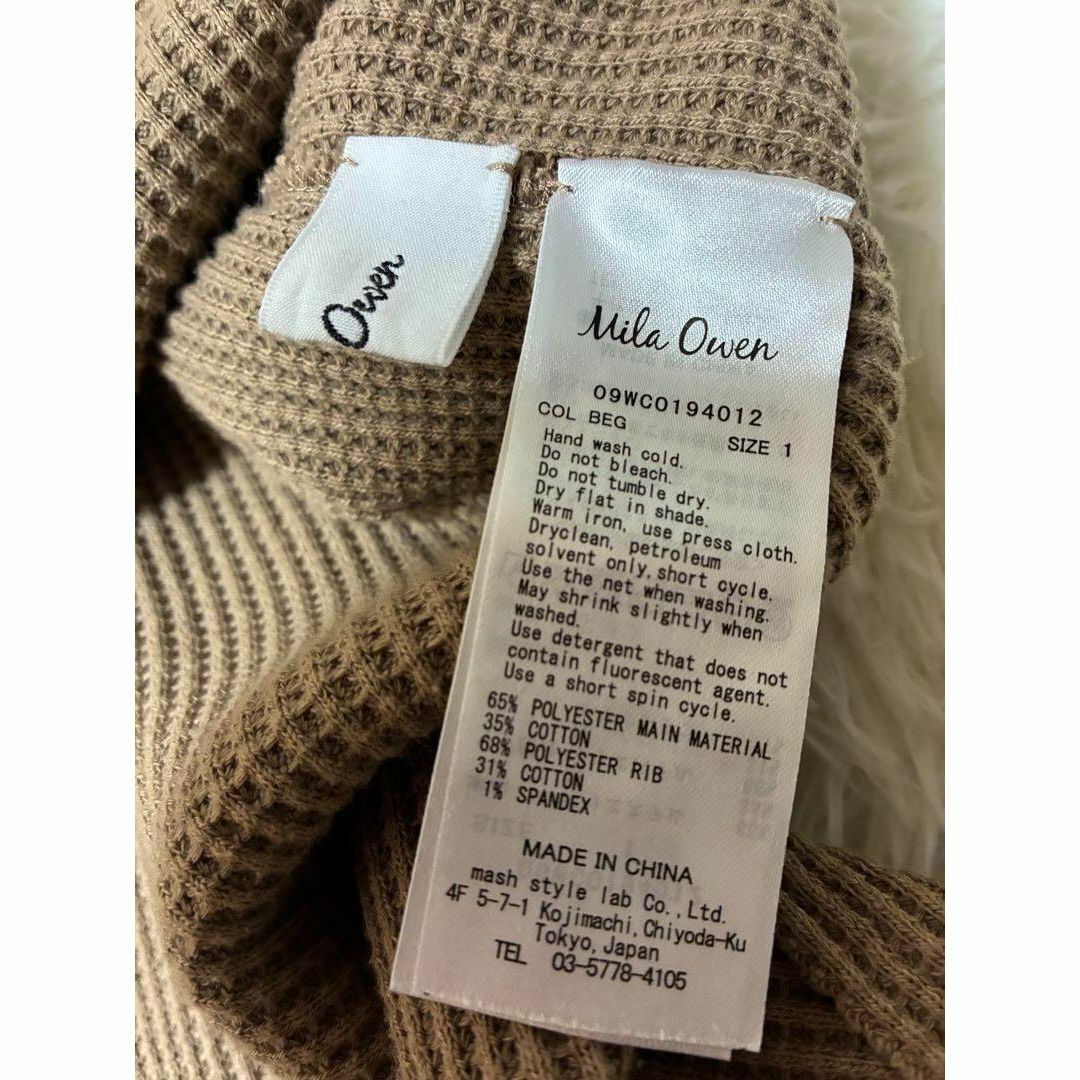 Owen
Mila Owen
09WCO194012
COL BEG
SIZE 1
Hand wash cold.
Do not bleach.
Do not tumble dry.
Dry flat in shade.
Warm iron, use press cloth.
Dryclean, petroleum
solvent only, short cycle.
Use the net when washing.
May shrink slightly when
washed.
Use detergent that does not
contain fluorescent agent.
Use a short spin cycle.
65% POLYESTER MAIN MATERIAL
35% COTTON
68% POLYESTER RIB
31% COTTON
1% SPANDEX
MADE IN CHINA
mash style lab Co.,Ltd.
4F 5-7-1 Kojimachi,Chiyoda-Ku
Tokyo,Japan
TEL 03-5778-4105